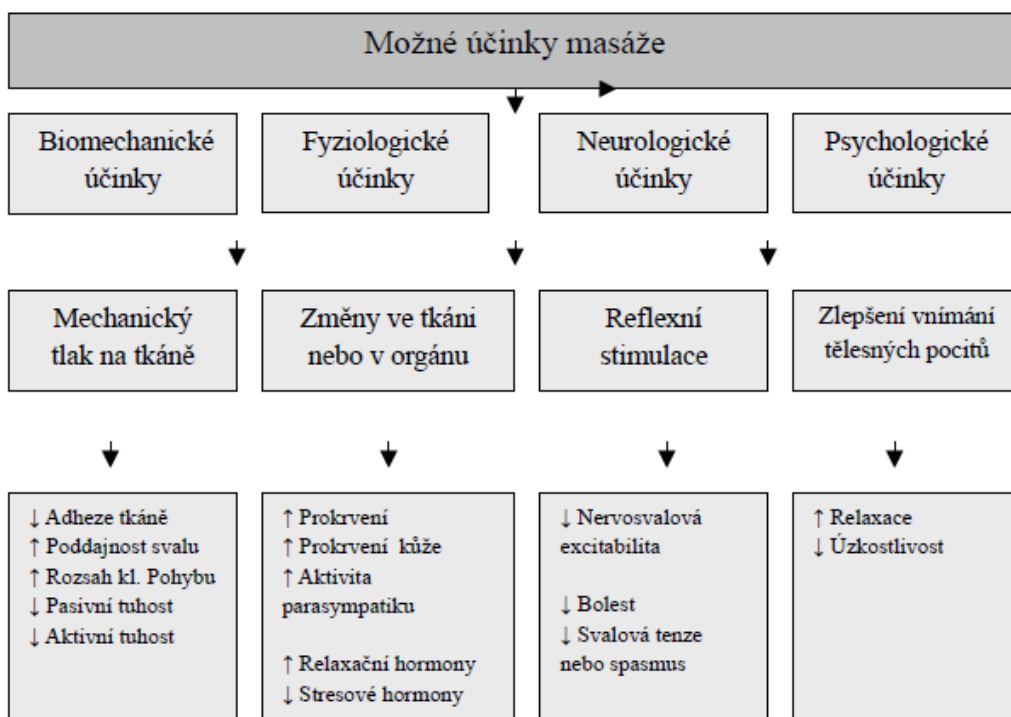 Možné účinky masáže
Biomechanické
účinky
Fyziologické
účinky
Neurologické
účinky
Psychologické
účinky
Mechanický
tlak na tkáně
Změny ve tkáni
nebo v orgánu
Reflexní
stimulace
Zlepšení vnímání
tělesných pocitů
↓ Adheze tkáně
↑ Poddajnost svalu
↑ Rozsah kl. Pohybu
↓ Pasivní tuhost
↓ Aktivní tuhost
↑ Prokrvení
↑ Prokrvení kůže
↑ Aktivita
parasympatiku
↑ Relaxační hormony
↓ Stresové hormony
↓ Nervosvalová
excitabilita
↓ Bolest
↓ Svalová tenze
nebo spasmus
↑ Relaxace
↓ Úzkostlivost